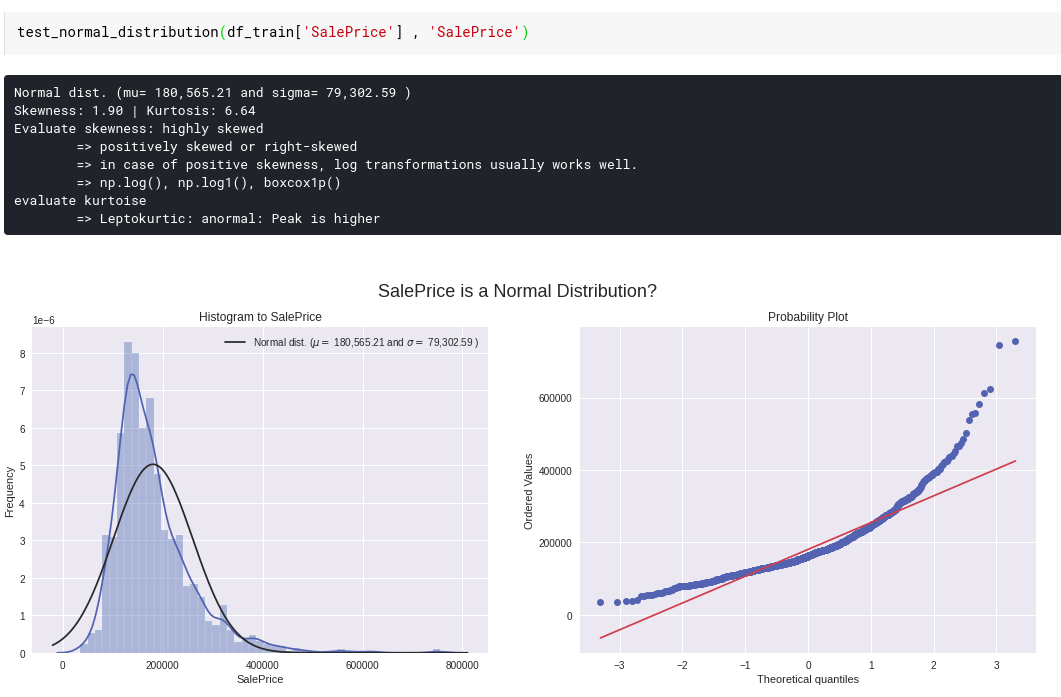 test_normal_distribution(df_train['SalePrice'] , 'SalePrice')
Normal dist. (mu= 180,565.21 and sigma= 79,302.59 )
Skewness: 1.90 | Kurtosis: 6.64
Evaluate skewness: highly skewed
=> positively skewed or right-skewed
=> in case of positive skewness, log transformations usually works well.
=> np.log(), np.log1(), boxcox1p()
evaluate kurtoise
=> Leptokurtic: anormal: Peak is higher
SalePrice is a Normal Distribution?
Histogram to SalePrice
1e−6
Normal dist. (μ = 180,565.21 and σ = 79,302.59 )
8
7
6
5
4
3
2
1
0
Frequency
0 200000 400000 600000 800000
SalePrice
Probability Plot
600000
400000
200000
0
Ordered Values
−3 −2 −1 0 1 2 3
Theoretical quantiles